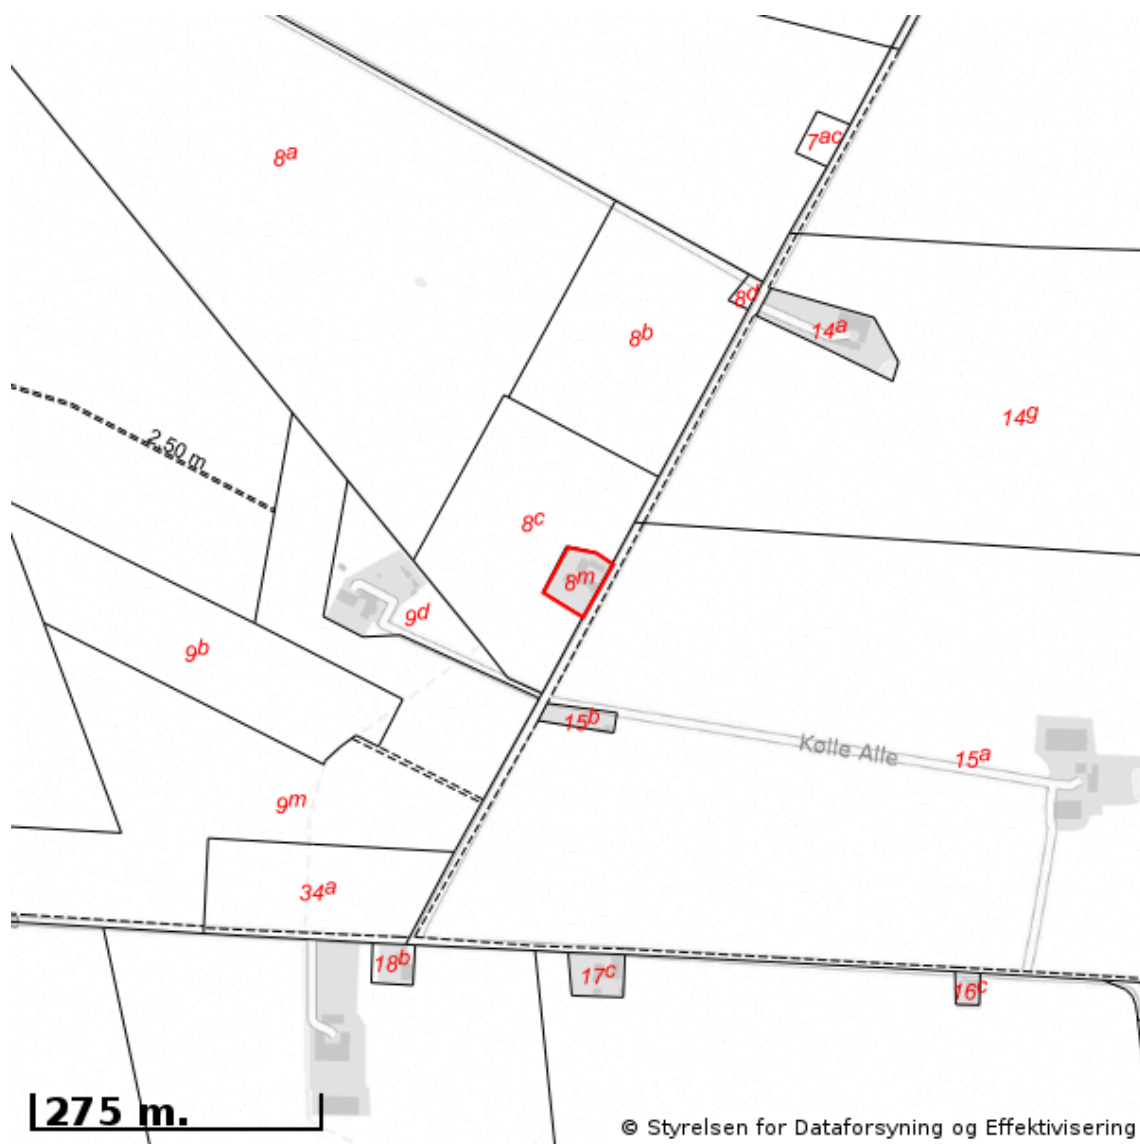 7ac
8a
8d
14a
8b
14g
2.50 m
8c
8m
9d
9b
15b
Kølle Alle
15a
9m
34a
18b
17c
16c
275 m.
© Styrelsen for Dataforsyning og Effektivisering